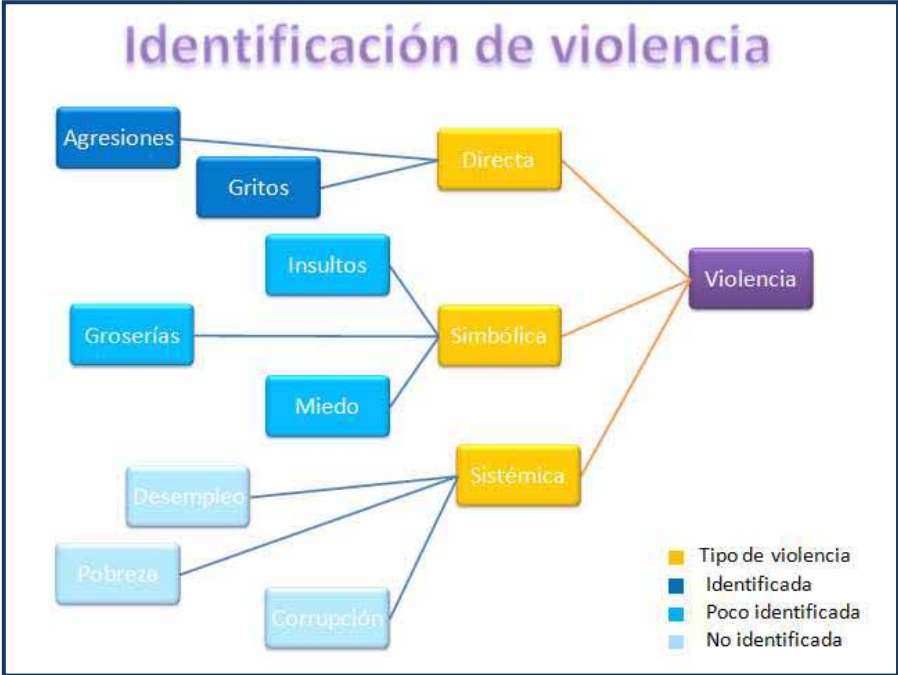 Identificación de violencia
Agresiones
Directa
Gritos
Insultos
Violencia
Groserías
Simbólica
Miedo
Sistémica
Desempleo
Pobreza
Corrupción
Tipo de violencia
Identificada
Poco identificada
No identificada